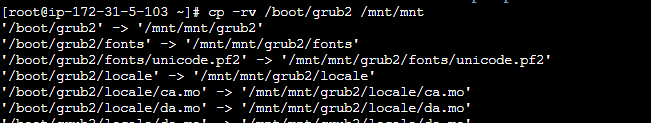 [root@ip-172-31-5-103 ~]# cp -rv /boot/grub2 /mnt/mnt
'/boot/grub2' -> '/mnt/mnt/grub2'
'/boot/grub2/fonts' -> '/mnt/mnt/grub2/fonts'
'/boot/grub2/fonts/unicode.pf2' -> '/mnt/mnt/grub2/fonts/unicode.pf2'
'/boot/grub2/locale' -> '/mnt/mnt/grub2/locale'
'/boot/grub2/locale/ca.mo' -> '/mnt/mnt/grub2/locale/ca.mo'
'/boot/grub2/locale/da.mo' -> '/mnt/mnt/grub2/locale/da.mo'